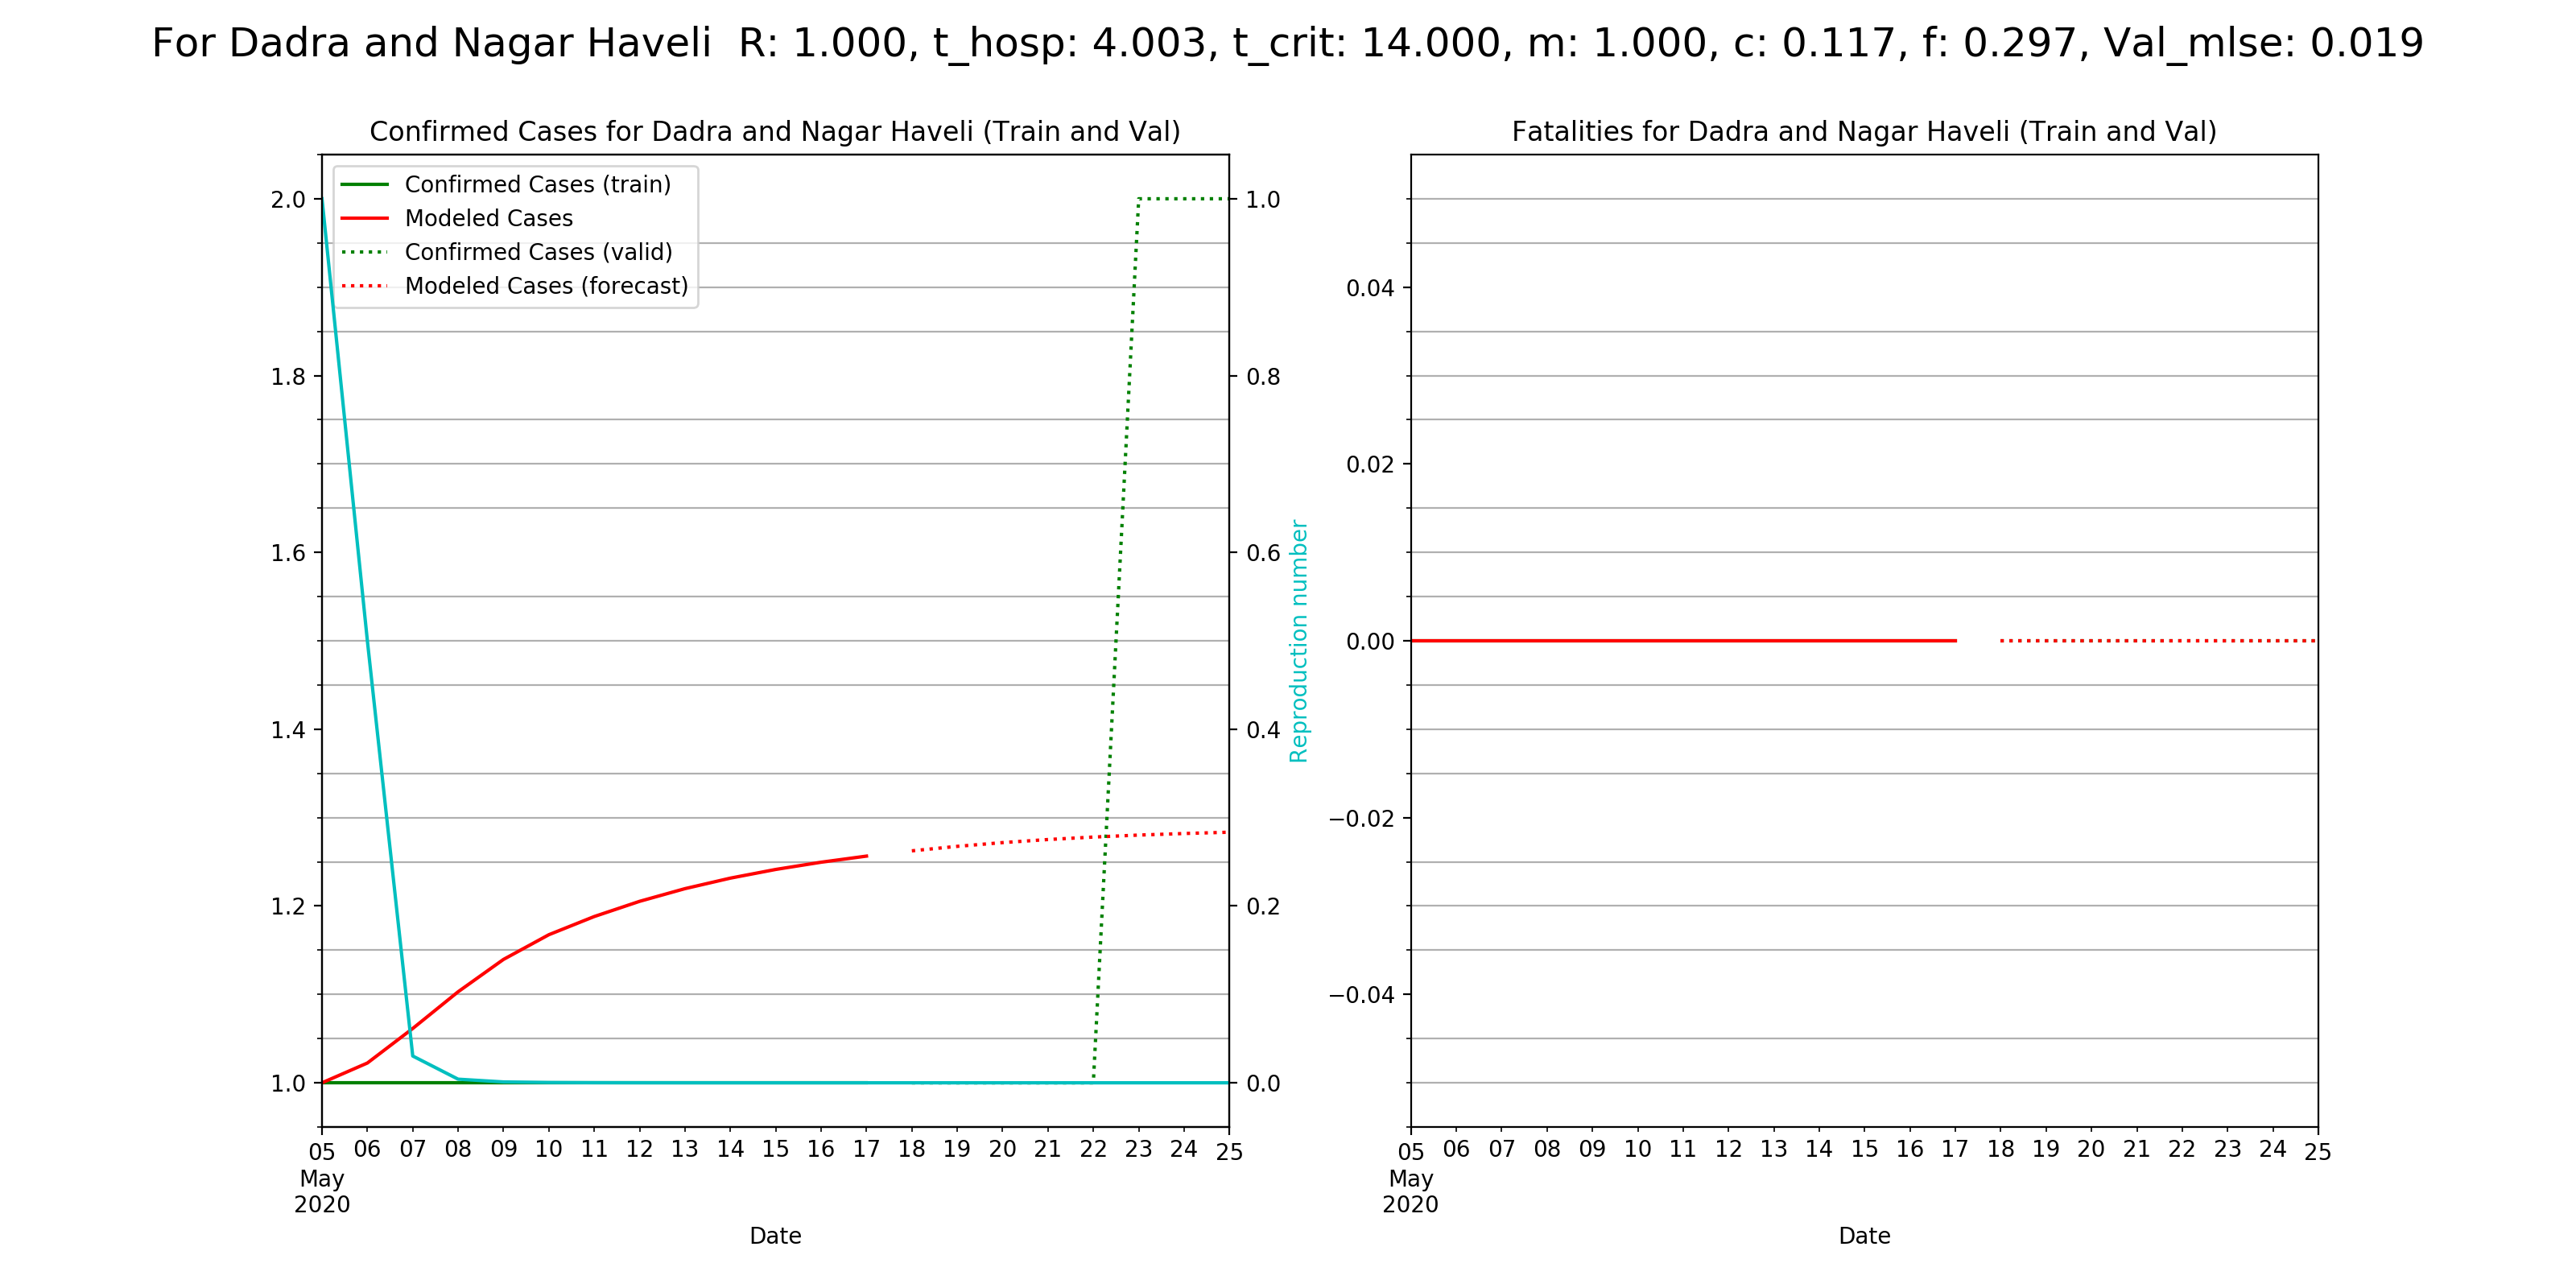 For Dadra and Nagar Haveli  R: 1.000, t_hosp: 4.003, t_crit: 14.000, m: 1.000, c: 0.117, f: 0.297, Val_mlse: 0.019
Confirmed Cases for Dadra and Nagar Haveli (Train and Val)
Confirmed Cases (train)
Modeled Cases
Confirmed Cases (valid)
Modeled Cases (forecast)
2.0
1.8
1.6
1.4
1.2
1.0
1.0
0.8
0.6
0.4
0.2
0.0
Reproduction number
05 06 07 08 09 10 11 12 13 14 15 16 17 18 19 20 21 22 23 24 25
May
2020
Date
Fatalities for Dadra and Nagar Haveli (Train and Val)
0.04
0.02
0.00
−0.02
−0.04
05 06 07 08 09 10 11 12 13 14 15 16 17 18 19 20 21 22 23 24 25
May
2020
Date